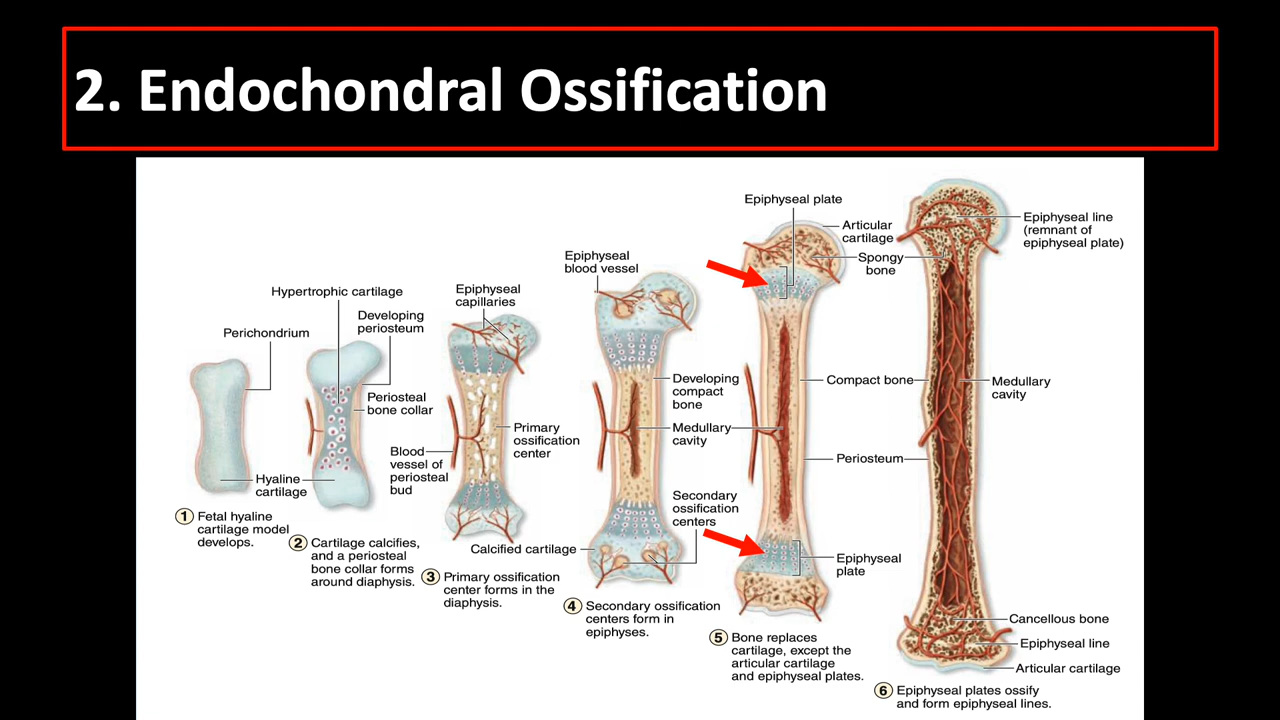 2. Endochondral Ossification
Epiphyseal plate
Articular
cartilage
Spongy
bone
Epiphyseal line
(remnant of
epiphyseal plate)
Epiphyseal
blood vessel
Epiphyseal
capillaries
Hypertrophic cartilage
Developing
periosteum
Perichondrium
Periosteal
bone collar
Developing
compact
bone
Compact bone
Medullary
cavity
Primary
ossification
center
Medullary
cavity
Blood
vessel of
periosteal
bud
Periosteum
Hyaline
cartilage
Secondary
ossification
centers
Calcified cartilage
Epiphyseal
plate
Cancellous bone
Epiphyseal line
Articular cartilage
1 Fetal hyaline
cartilage model
develops.
2 Cartilage calcifies,
and a periosteal
bone collar forms
around diaphysis.
3 Primary ossification
center forms in the
diaphysis.
4 Secondary ossification
centers form in
epiphyses.
5 Bone replaces
cartilage, except the
articular cartilage
and epiphyseal plates.
6 Epiphyseal plates ossify
and form epiphyseal lines.